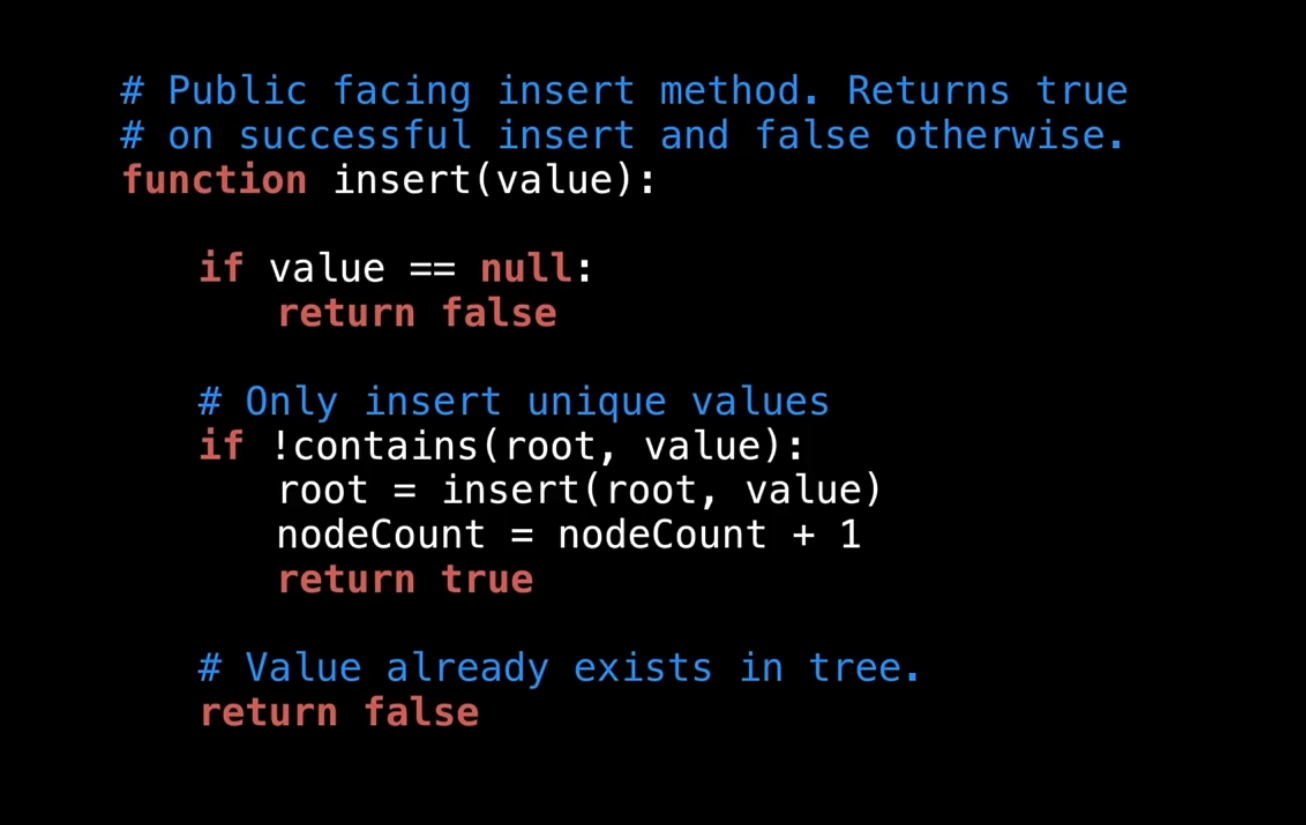 # Public facing insert method. Returns true
# on successful insert and false otherwise.
function insert(value):
if value == null:
return false
# Only insert unique values
if !contains(root, value):
root = insert(root, value)
nodeCount = nodeCount + 1
return true
# Value already exists in tree.
return false